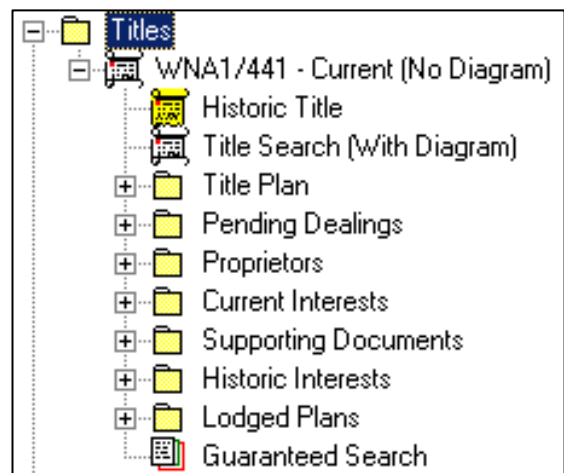 Titles
WNA17/441 - Current (No Diagram)
Historic Title
Title Search (With Diagram)
Title Plan
Pending Dealings
Proprietors
Current Interests
Supporting Documents
Historic Interests
Lodged Plans
Guaranteed Search